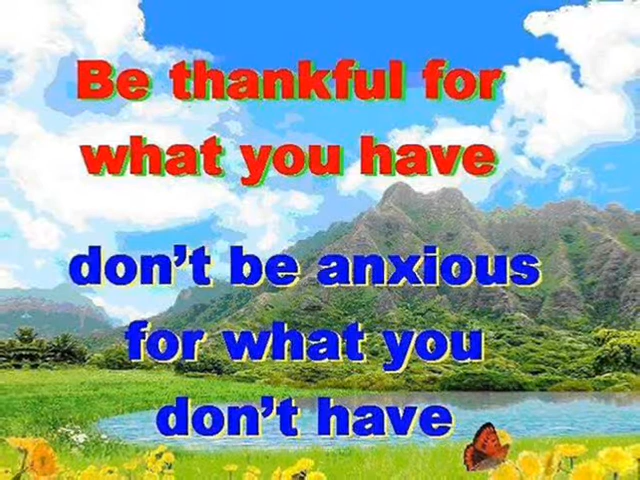 Be thankful for
what you have
don't be anxious
for what you
don't have